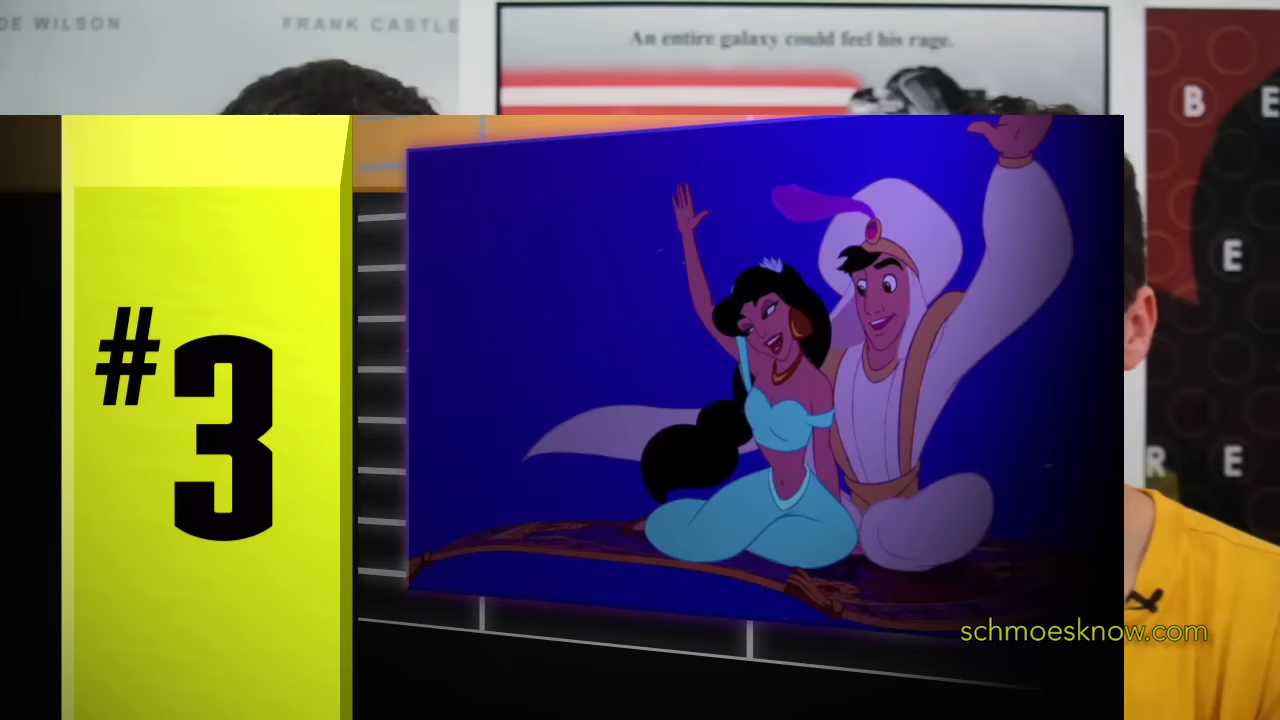 DE WILSON
FRANK CASTLE
An entire galaxy could feel his rage.
B E
E
R E
#3
schmoesknow.com